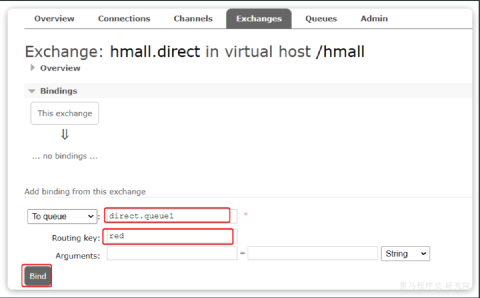 Overview Connections Channels Exchanges Queues Admin
Exchange: hmall.direct in virtual host /hmall
Overview
Bindings
This exchange
⇓
... no bindings ...
Add binding from this exchange
To queue : direct.queue1 *
Routing key: red
Arguments: = String
Bind